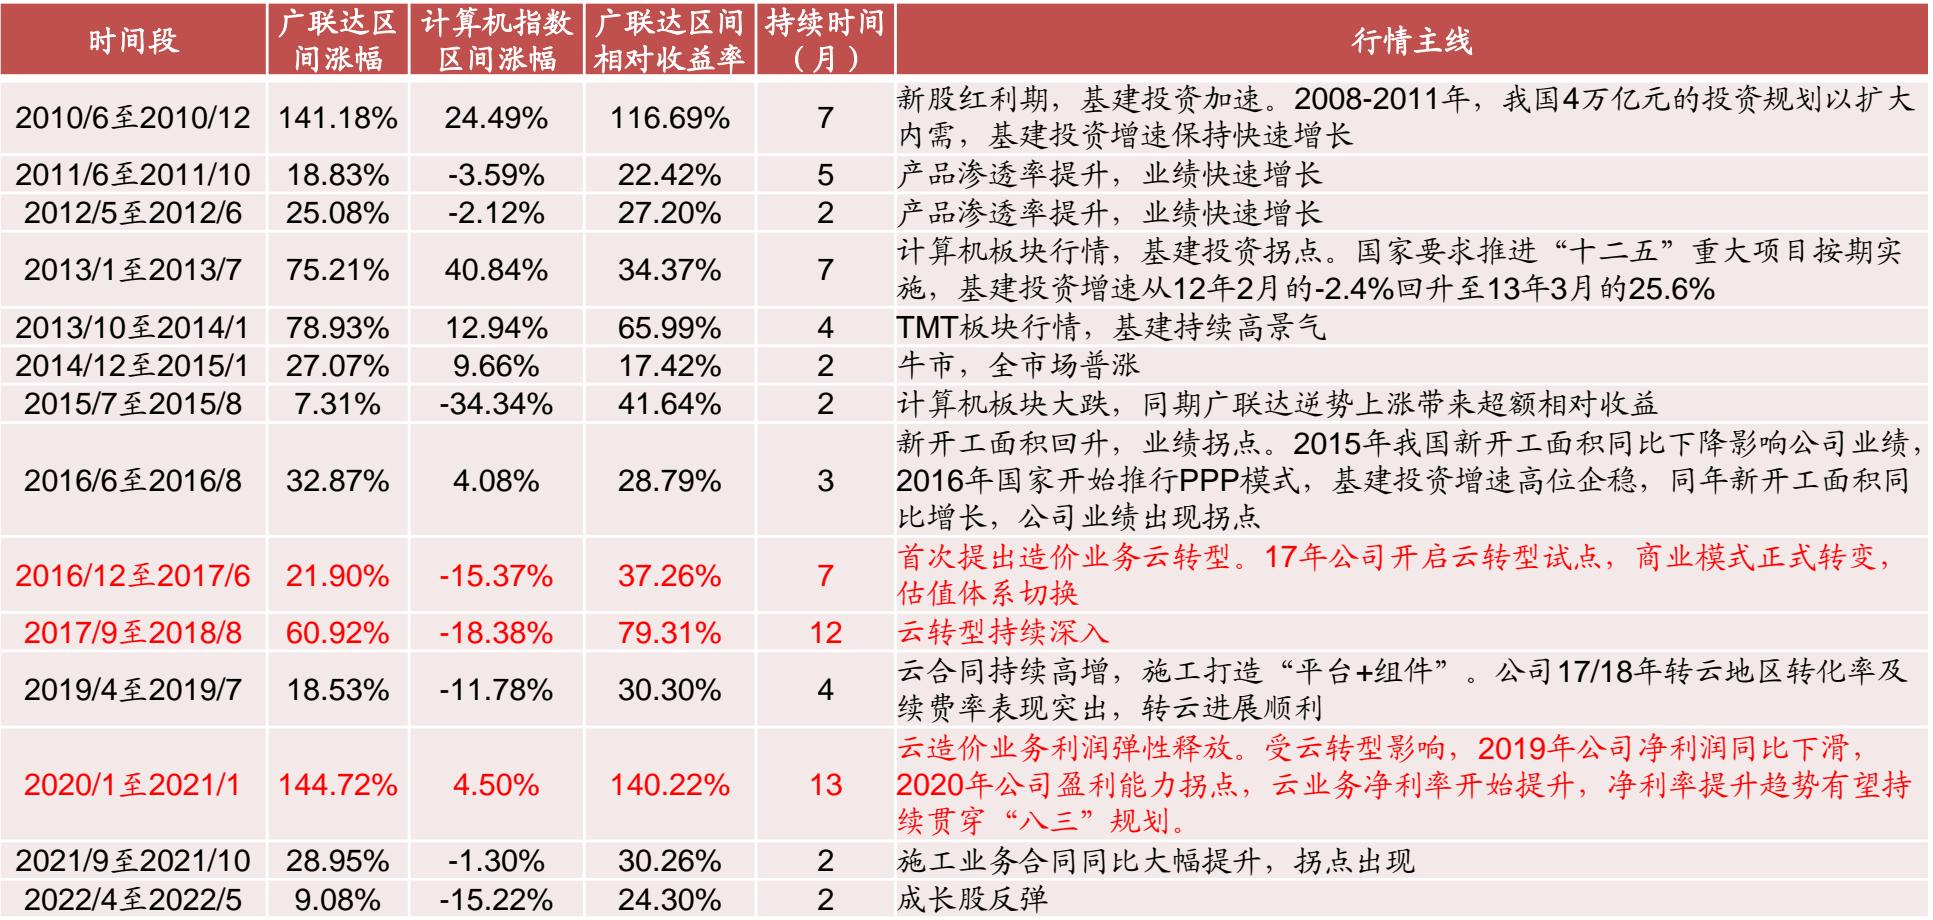 时间段 广联达区间涨幅 计算机指数区间涨幅 广联达区间相对收益率 持续时间（月） 行情主线
2010/6至2010/12 141.18% 24.49% 116.69% 7 新股红利期，基建投资加速。2008-2011年，我国4万亿元的投资规划以扩大
内需，基建投资增速保持快速增长
2011/6至2011/10 18.83% -3.59% 22.42% 5 产品渗透率提升，业绩快速增长
2012/5至2012/6 25.08% -2.12% 27.20% 2 产品渗透率提升，业绩快速增长
2013/1至2013/7 75.21% 40.84% 34.37% 7 计算机板块行情，基建投资拐点。国家要求推进“十二五”重大项目按期实
施，基建投资增速从12年2月的-2.4%回升至13年3月的25.6%
2013/10至2014/1 78.93% 12.94% 65.99% 4 TMT板块行情，基建持续高景气
2014/12至2015/1 27.07% 9.66% 17.42% 2 牛市，全市场普涨
2015/7至2015/8 7.31% -34.34% 41.64% 2 计算机板块大跌，同期广联达逆势上涨带来超额相对收益
2016/6至2016/8 32.87% 4.08% 28.79% 3 新开工面积回升，业绩拐点。2015年我国新开工面积同比下降影响公司业绩，
2016年国家开始推行PPP模式，基建投资增速高位企稳，同年新开工面积同
比增长，公司业绩出现拐点
2016/12至2017/6 21.90% -15.37% 37.26% 7 首次提出造价业务云转型。17年公司开启云转型试点，商业模式正式转变，
估值体系切换
2017/9至2018/8 60.92% -18.38% 79.31% 12 云转型持续深入
2019/4至2019/7 18.53% -11.78% 30.30% 4 云合同持续高增，施工打造“平台+组件”。公司17/18年转云地区转化率及
续费率表现突出，转云进展顺利
2020/1至2021/1 144.72% 4.50% 140.22% 13 云造价业务利润弹性释放。受云转型影响，2019年公司净利润同比下滑，
2020年公司盈利能力拐点，云业务净利率开始提升，净利率提升趋势有望持
续贯穿“八三”规划。
2021/9至2021/10 28.95% -1.30% 30.26% 2 施工业务合同同比大幅提升，拐点出现
2022/4至2022/5 9.08% -15.22% 24.30% 2 成长股反弹